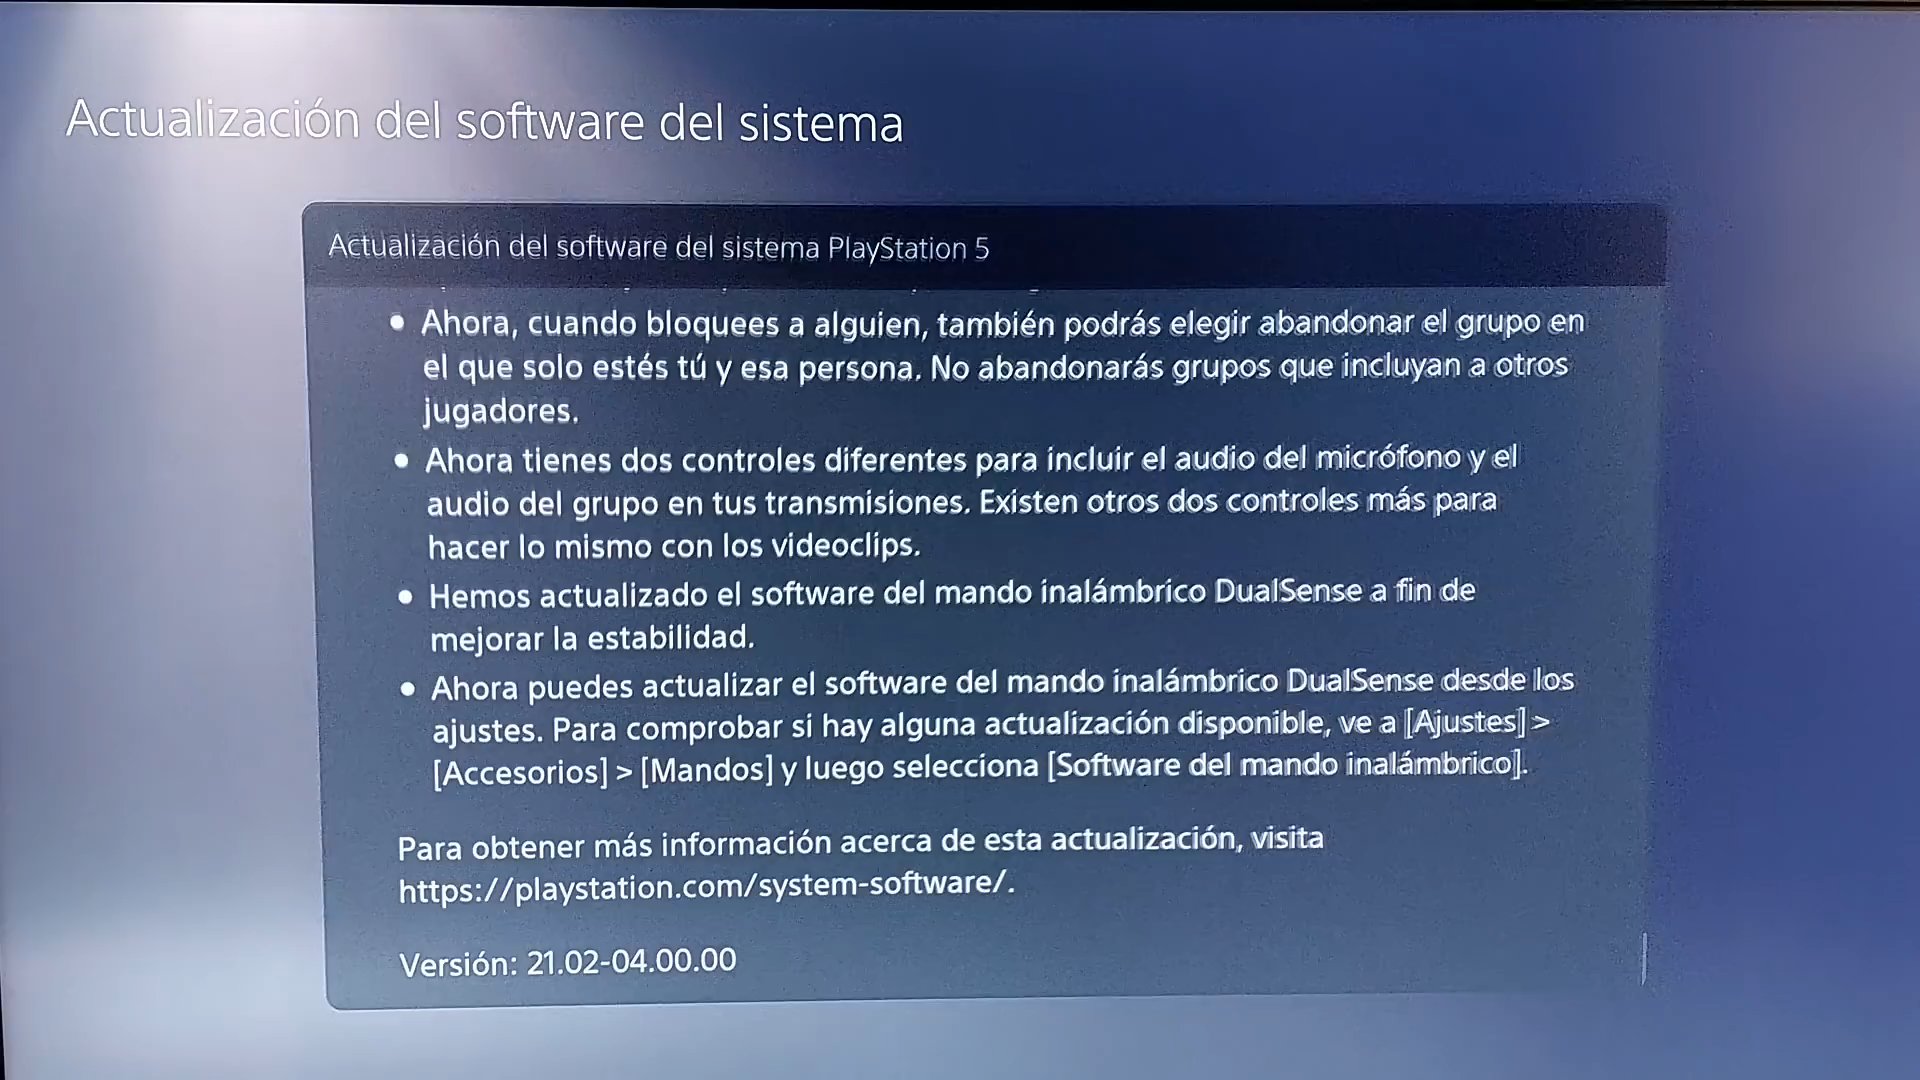 Actualización del software del sistema
Actualización del software del sistema PlayStation 5
• Ahora, cuando bloquees a alguien, también podrás elegir abandonar el grupo en
el que solo estés tú y esa persona. No abandonarás grupos que incluyan a otros
jugadores.
• Ahora tienes dos controles diferentes para incluir el audio del micrófono y el
audio del grupo en tus transmisiones. Existen otros dos controles más para
hacer lo mismo con los videoclips.
• Hemos actualizado el software del mando inalámbrico DualSense a fin de
mejorar la estabilidad.
• Ahora puedes actualizar el software del mando inalámbrico DualSense desde los
ajustes. Para comprobar si hay alguna actualización disponible, ve a [Ajustes] >
[Accesorios] > [Mandos] y luego selecciona [Software del mando inalámbrico].
Para obtener más información acerca de esta actualización, visita
https://playstation.com/system-software/.
Versión: 21.02-04.00.00